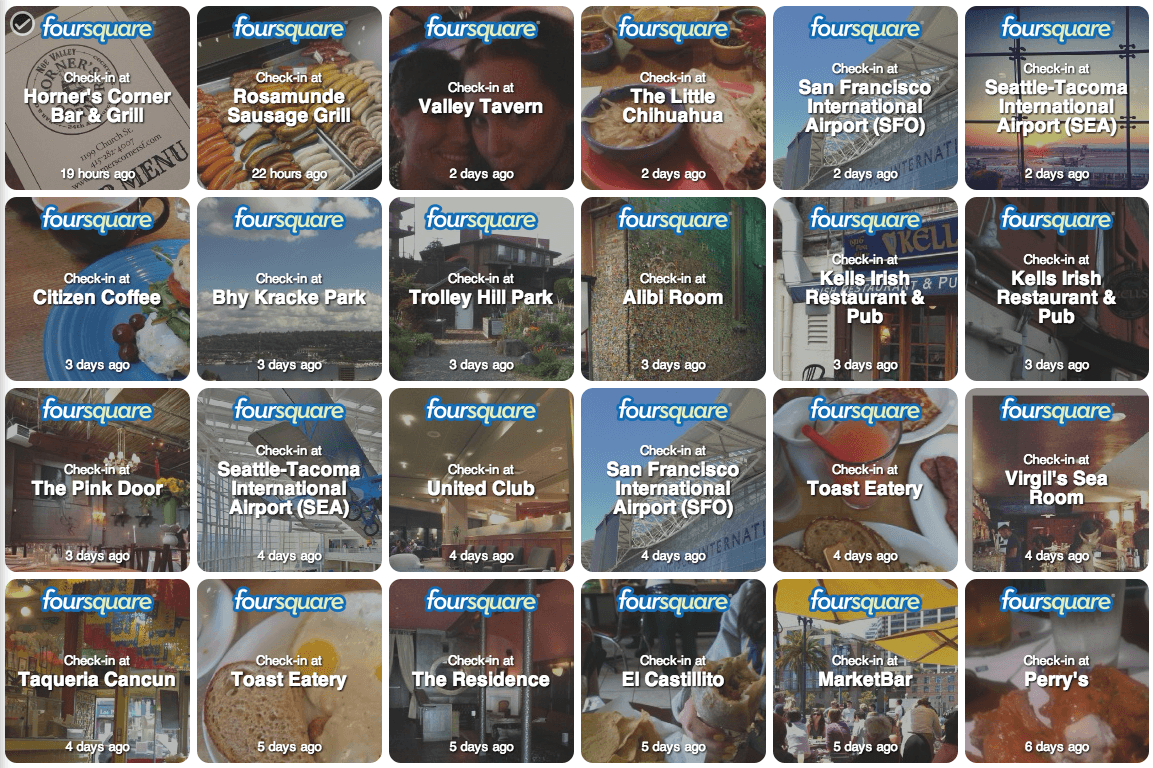 foursquare
Check-in at
Horner's Corner
Bar & Grill
19 hours ago
1199 Church St.
415-282-4007
MENU
foursquare
Check-in at
Rosamunde
Sausage Grill
22 hours ago
foursquare
Check-in at
Valley Tavern
2 days ago
foursquare
Check-in at
The Little
Chihuahua
2 days ago
foursquare
Check-in at
San Francisco
International
Airport (SFO)
2 days ago
foursquare
Check-in at
Seattle-Tacoma
International
Airport (SEA)
2 days ago
foursquare
Check-in at
Citizen Coffee
3 days ago
foursquare
Check-in at
Bhy Kracke Park
3 days ago
foursquare
Check-in at
Trolley Hill Park
3 days ago
foursquare
Check-in at
Alibi Room
3 days ago
foursquare
KELL
Check-in at
Kells Irish
Restaurant &
Pub
3 days ago
foursquare
Check-in at
Kells Irish
Restaurant &
Pub
3 days ago
foursquare
Check-in at
The Pink Door
3 days ago
foursquare
Check-in at
Seattle-Tacoma
International
Airport (SEA)
4 days ago
foursquare
Check-in at
United Club
4 days ago
foursquare
Check-in at
San Francisco
International
Airport (SFO)
4 days ago
foursquare
Check-in at
Toast Eatery
4 days ago
foursquare
Check-in at
Virgil's Sea
Room
4 days ago
foursquare
Check-in at
Taqueria Cancun
4 days ago
foursquare
Check-in at
Toast Eatery
5 days ago
foursquare
Check-in at
The Residence
5 days ago
foursquare
Check-in at
El Castillito
5 days ago
foursquare
Check-in at
MarketBar
5 days ago
foursquare
Check-in at
Perry's
6 days ago